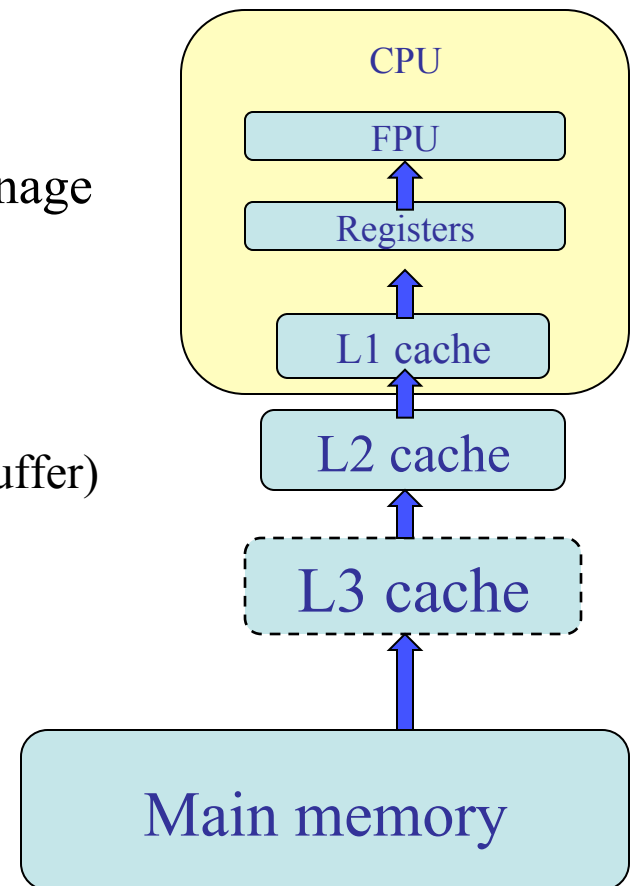 CPU
FPU
nage
Registers
L1 cache
L2 cache
uffer)
L3 cache
Main memory